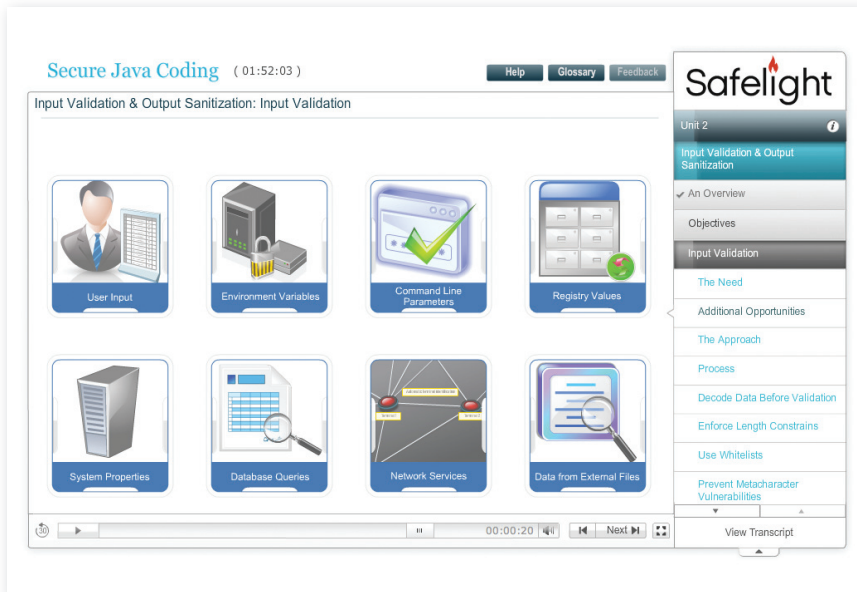 Secure Java Coding ( 01:52:03 )
Help
Glossary
Feedback
Input Validation & Output Sanitization: Input Validation
User Input
Environment Variables
Command Line
Parameters
Registry Values
System Properties
Database Queries
Network Services
Data from External Files
30
00:00:20
Next
Safelight
Unit 2
i
Input Validation & Output
Sanitization
An Overview
Objectives
Input Validation
The Need
Additional Opportunities
The Approach
Process
Decode Data Before Validation
Enforce Length Constrains
Use Whitelists
Prevent Metacharacter
Vulnerabilities
View Transcript